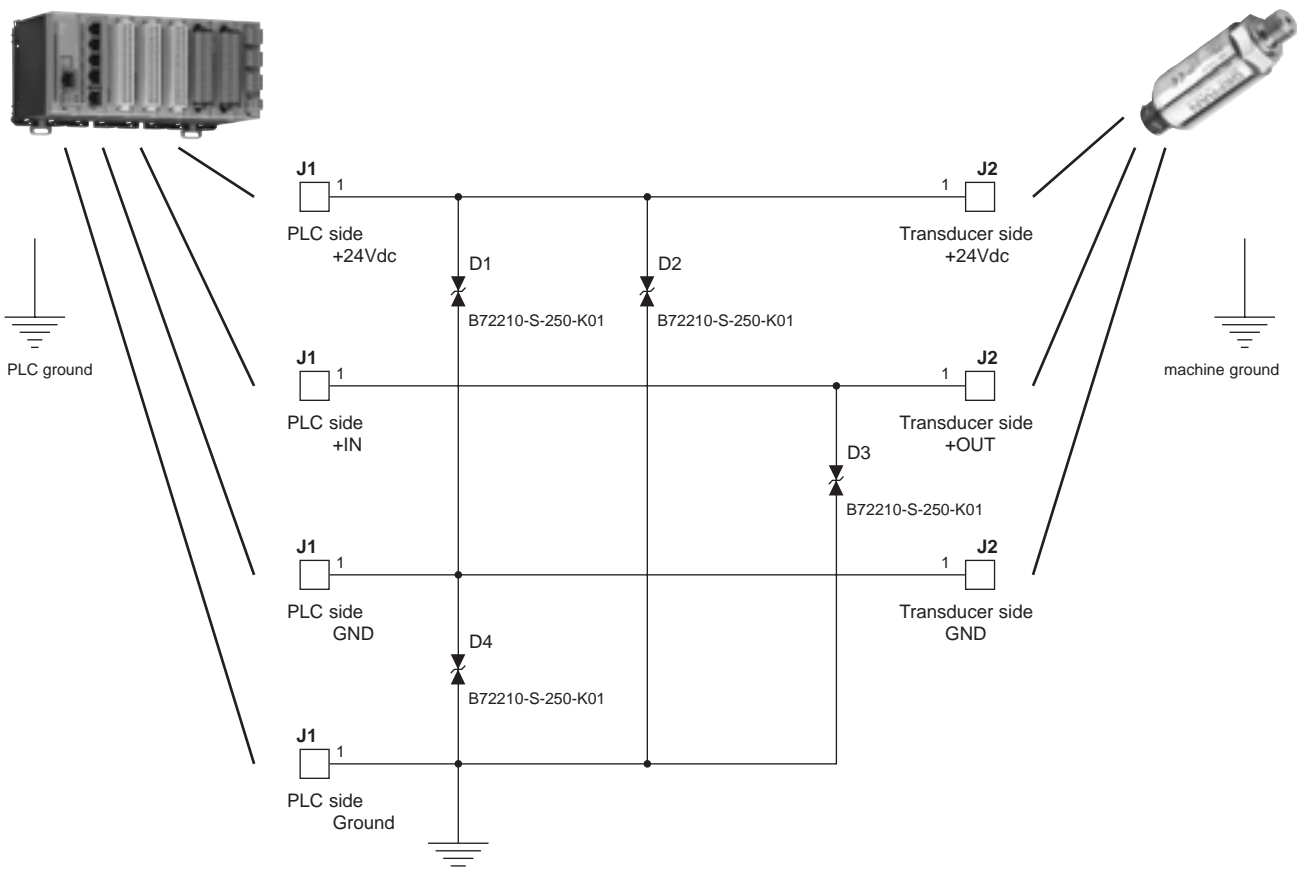 J1
1
PLC side
+24Vdc
1
J2
Transducer side
+24Vdc
D1
B72210-S-250-K01
D2
B72210-S-250-K01
PLC ground
machine ground
J1
1
PLC side
+IN
1
J2
Transducer side
+OUT
D3
B72210-S-250-K01
J1
1
PLC side
GND
1
J2
Transducer side
GND
D4
B72210-S-250-K01
J1
1
PLC side
Ground